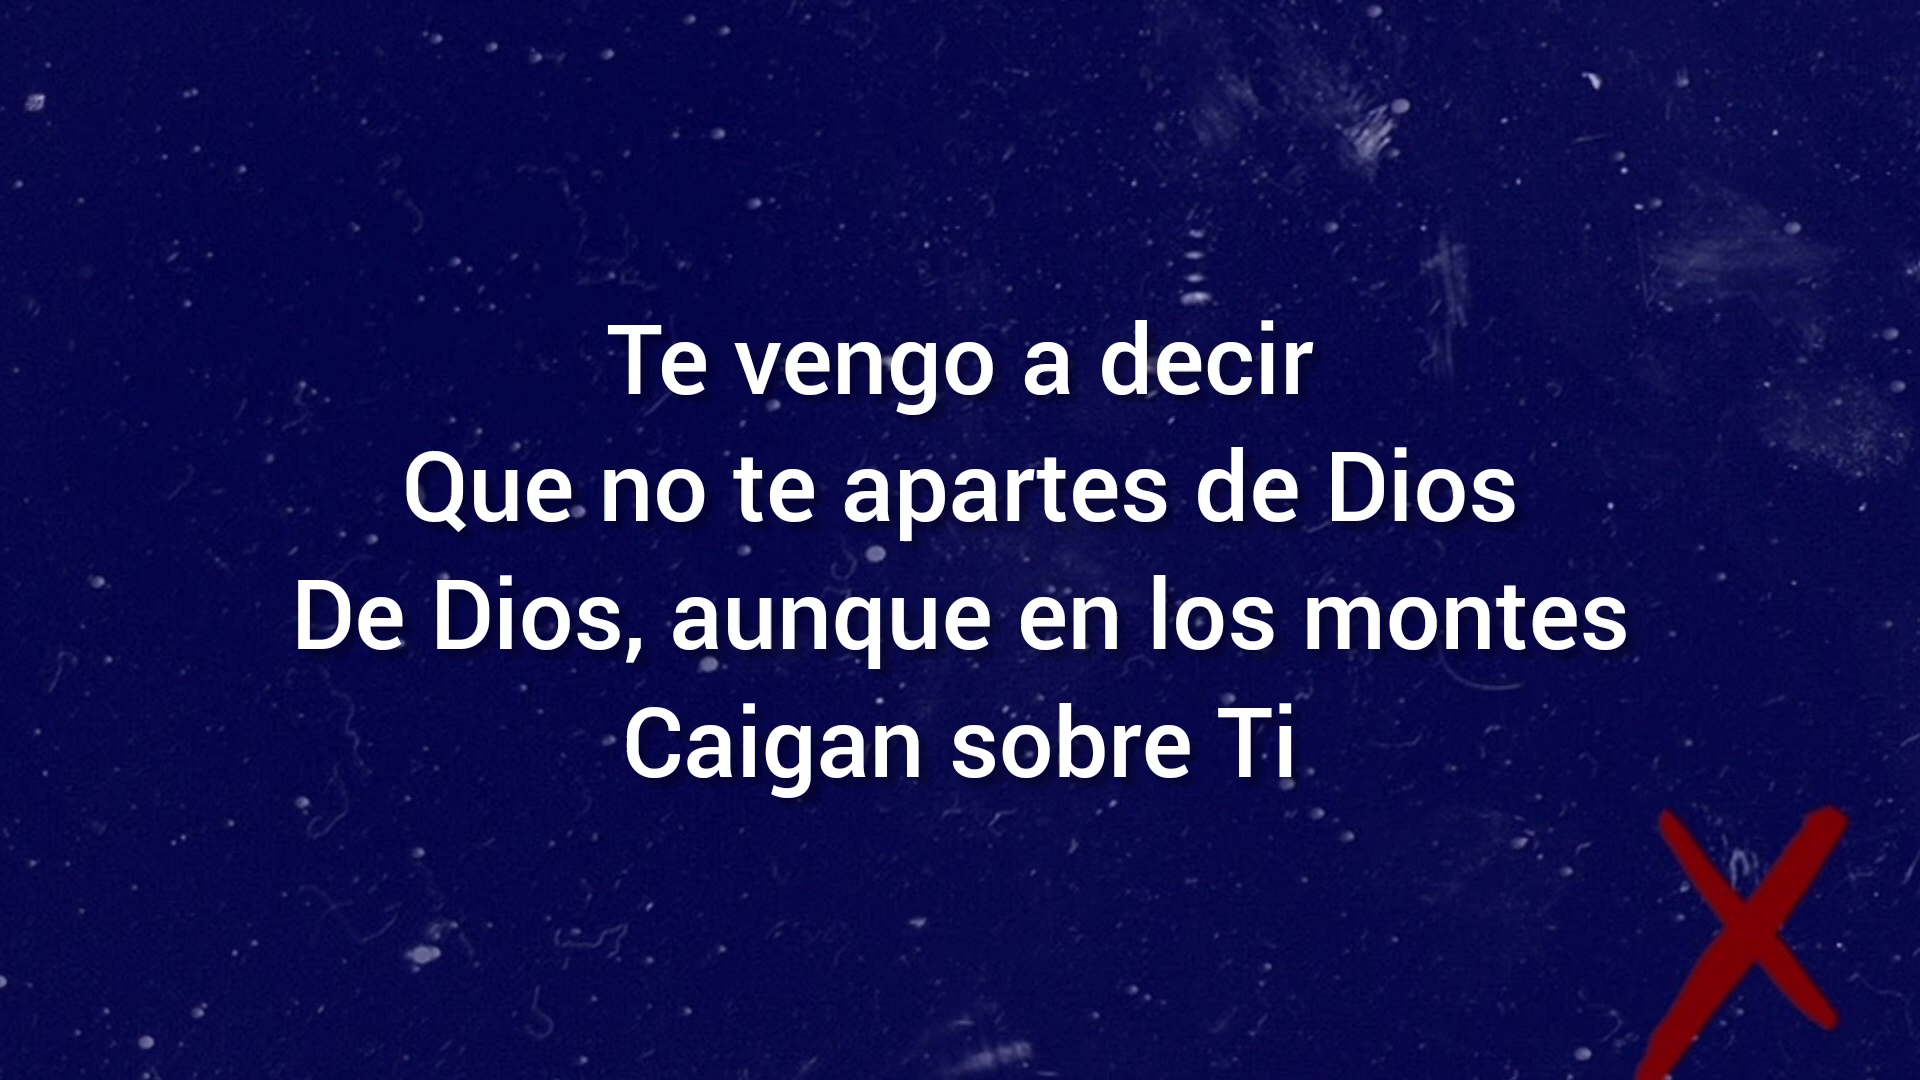 Te vengo a decir
Que no te apartes de Dios
De Dios, aunque en los montes
Caigan sobre Ti